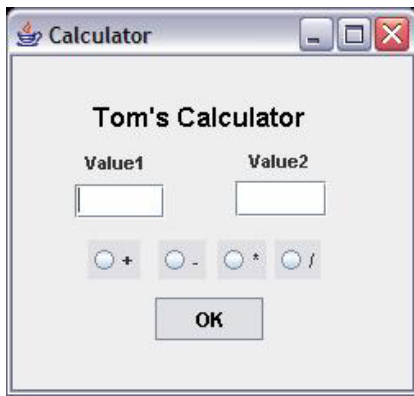 Calculator
Tom's Calculator
Value1 Value2
+ - * /
OK